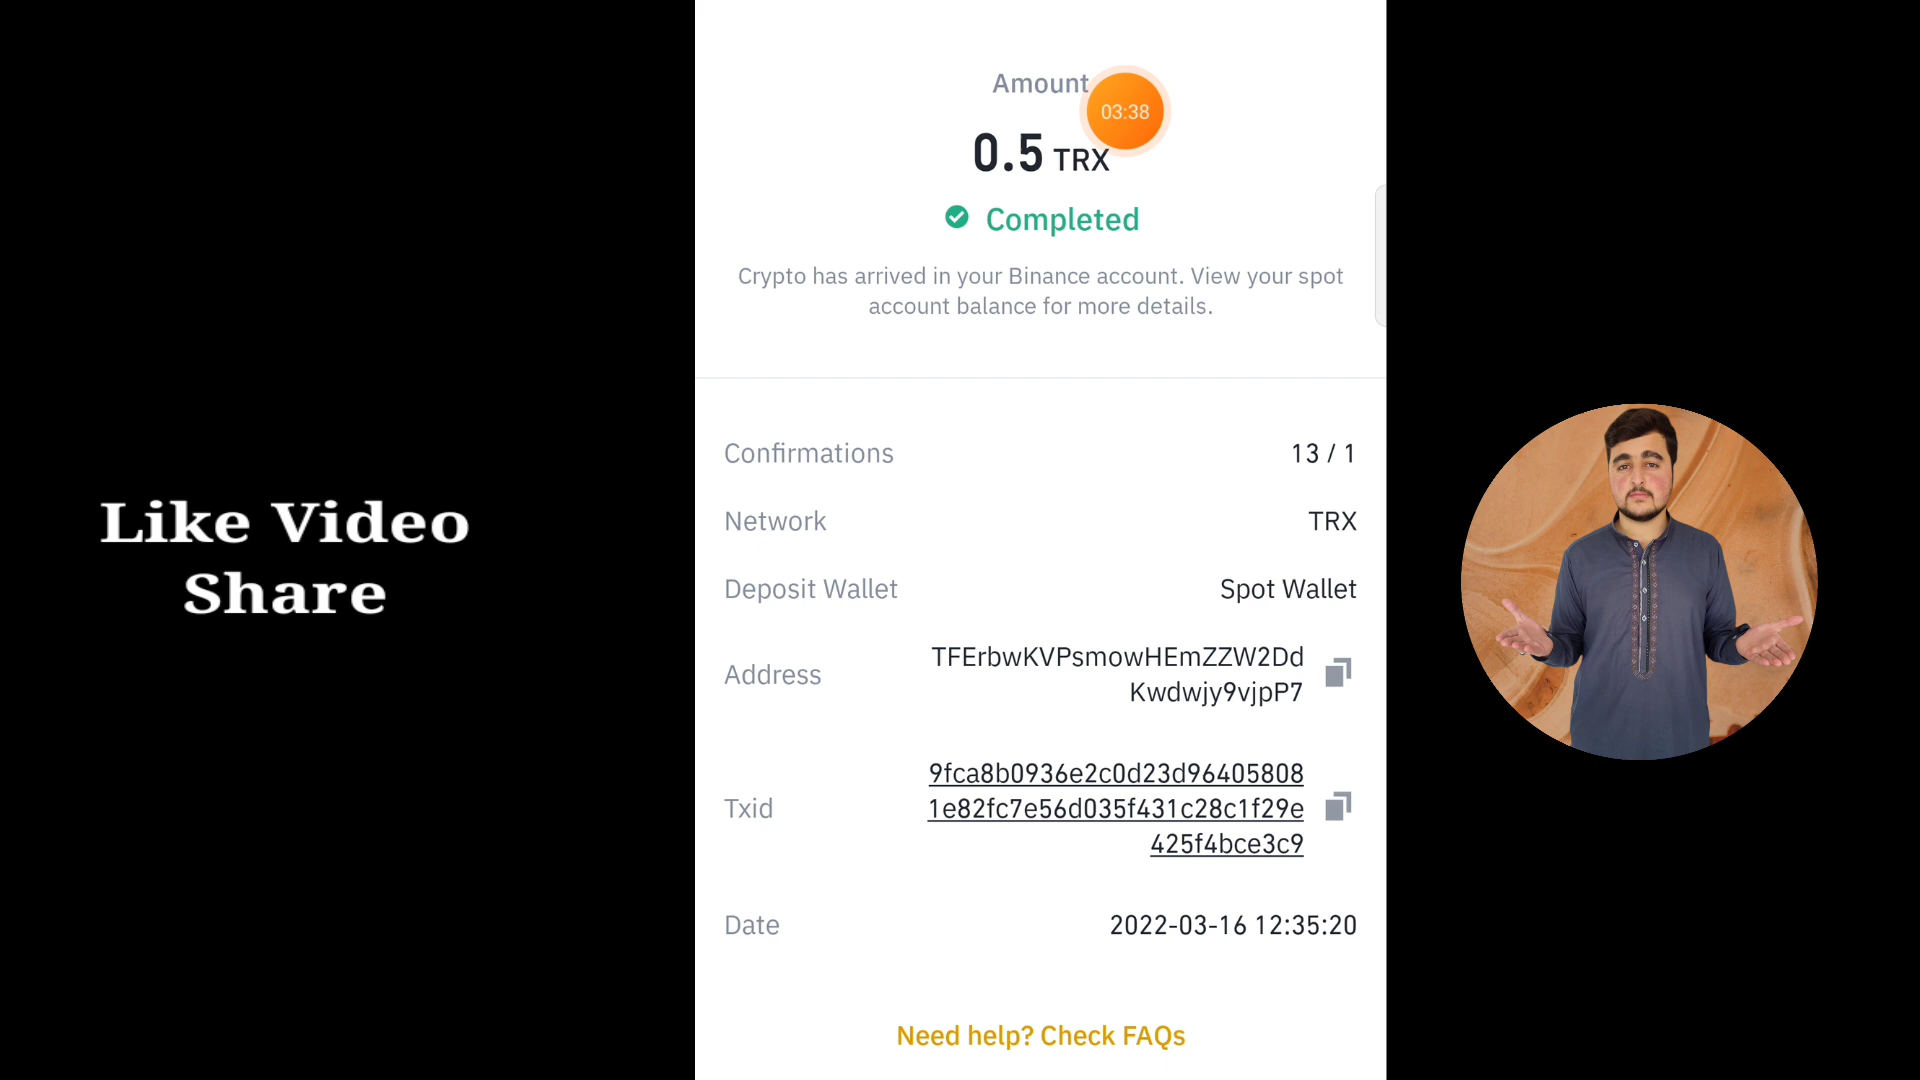 Like Video
Share
Amount
03:38
0.5 TRX
Completed
Crypto has arrived in your Binance account. View your spot
account balance for more details.
Confirmations 13 / 1
Network TRX
Deposit Wallet Spot Wallet
Address TFErbwKVPsmowHEmZZW2Dd
Kwdwjy9vjpP7
Txid 9fca8b0936e2c0d23d96405808
1e82fc7e56d035f431c28c1f29e
425f4bce3c9
Date 2022-03-16 12:35:20
Need help? Check FAQs